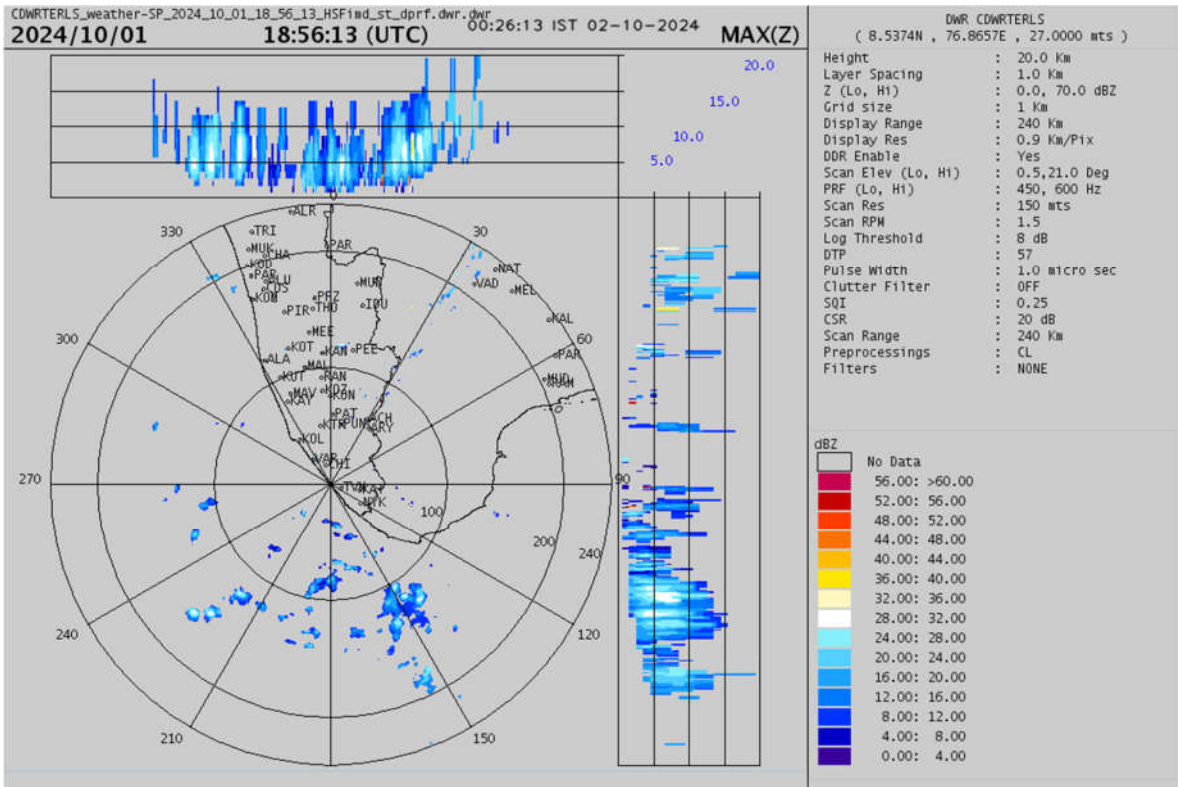 CDWRTERLS_weather-SP_2024_10_01_18_56_13_HSFimd_st_dprf.dwr.dwr
2024/10/01 18:56:13 (UTC) 00:26:13 IST 02-10-2024 MAX(Z)
20.0
15.0
10.0
5.0
0
30
60
90
120
150
210
240
270
300
330
100
200
240
ALR
TRI
PAR
MUK
CHA
KOD
PAR
ALU
COS
KOM
PIR
PFZ
THO
MUN
IDU
NAT
VAD
MEL
KAL
PAR
MUD
RAM
MEE
KOT
KAN
PEE
ALA
MAL
KUT
RAN
MAV
KOZ
KAY
KON
PAT
KTR
PUN
ACH
ARY
KOL
VAR
CHI
TVM
KAT
NYK
DWR CDWRTERLS
( 8.5374N , 76.8657E , 27.0000 mts )
Height : 20.0 Km
Layer Spacing : 1.0 Km
Z (Lo, Hi) : 0.0, 70.0 dBZ
Grid size : 1 Km
Display Range : 240 Km
Display Res : 0.9 Km/Pix
DDR Enable : Yes
Scan Elev (Lo, Hi) : 0.5,21.0 Deg
PRF (Lo, Hi) : 450, 600 Hz
Scan Res : 150 mts
Scan RPM : 1.5
Log Threshold : 8 dB
DTP : 57
Pulse Width : 1.0 micro sec
Clutter Filter : OFF
SQI : 0.25
CSR : 20 dB
Scan Range : 240 Km
Preprocessings : CL
Filters : NONE
dBZ
No Data
56.00: >60.00
52.00: 56.00
48.00: 52.00
44.00: 48.00
40.00: 44.00
36.00: 40.00
32.00: 36.00
28.00: 32.00
24.00: 28.00
20.00: 24.00
16.00: 20.00
12.00: 16.00
8.00: 12.00
4.00: 8.00
0.00: 4.00